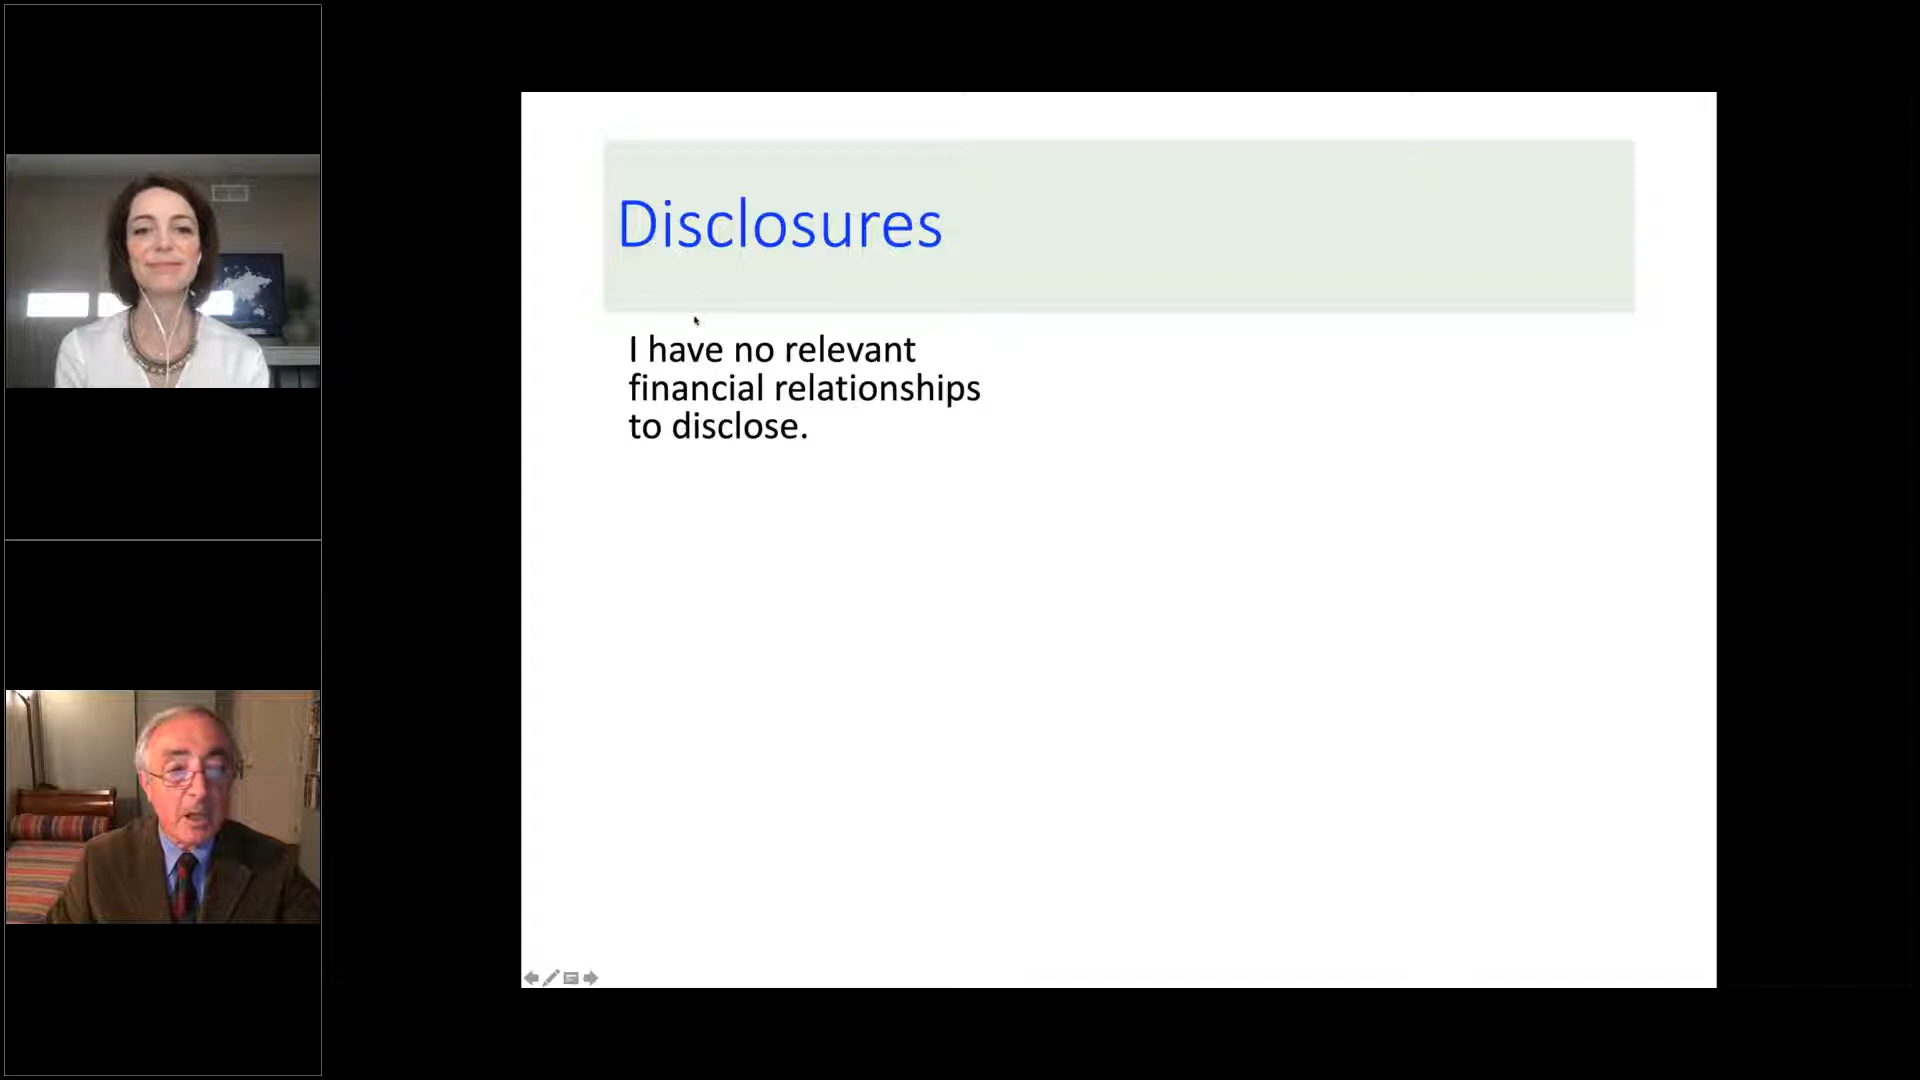 Disclosures
I have no relevant
financial relationships
to disclose.